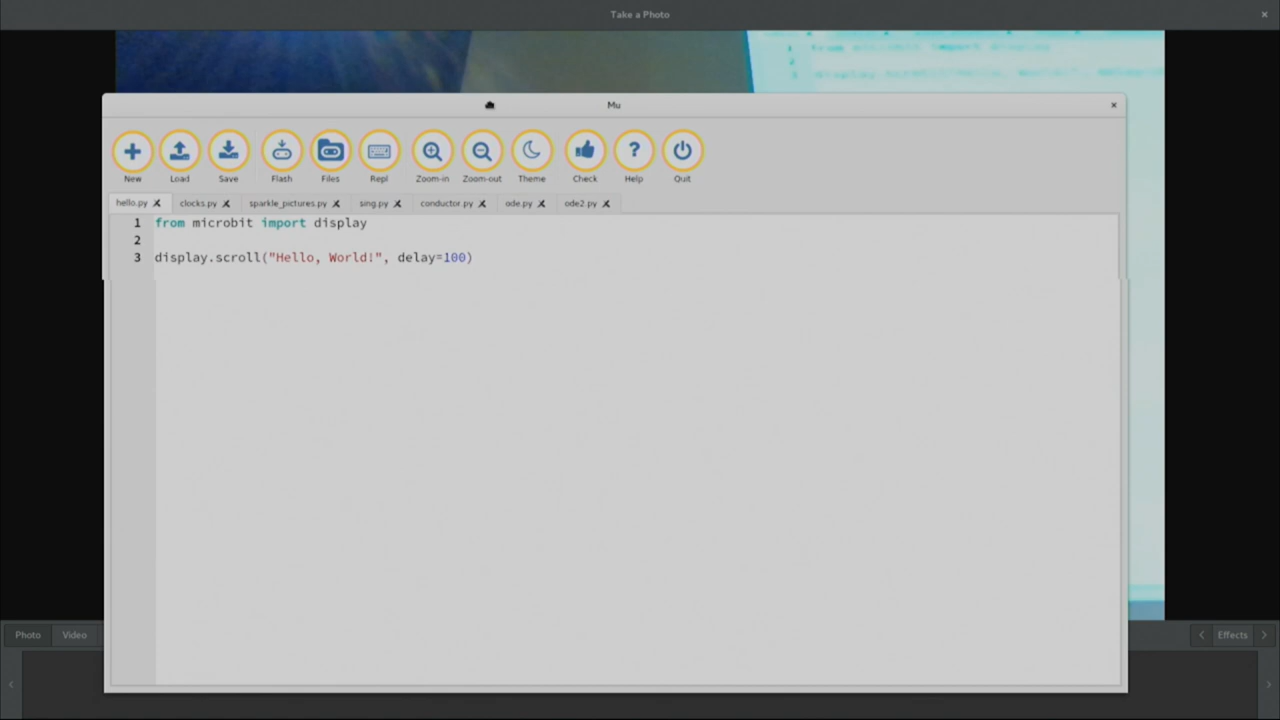 Take a Photo
Mu
New Load Save Flash Files Repl Zoom-in Zoom-out Theme Check Help Quit
hello.py clocks.py sparkle_pictures.py sing.py conductor.py ode.py ode2.py
1 from microbit import display
2
3 display.scroll("Hello, World!", delay=100)
Photo Video Effects